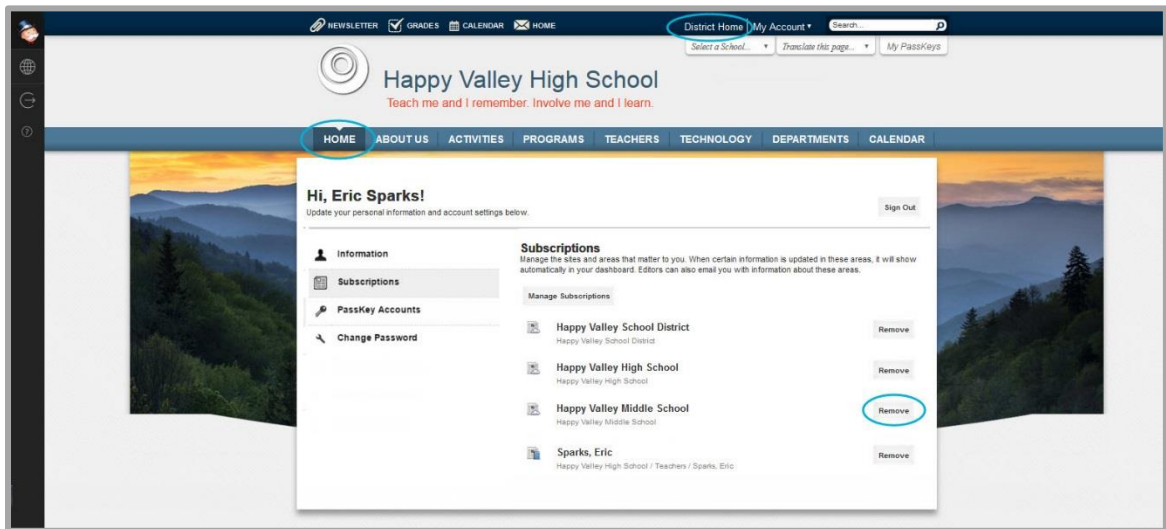 NEWSLETTER GRADES CALENDAR HOME District Home | My Account ▾ Search...
Select a School... ▾ Translate this page... ▾ My PassKeys
Happy Valley High School
Teach me and I remember. Involve me and I learn.
HOME ABOUT US ACTIVITIES PROGRAMS TEACHERS TECHNOLOGY DEPARTMENTS CALENDAR
Hi, Eric Sparks!
Update your personal information and account settings below.
Sign Out
Information
Subscriptions
PassKey Accounts
Change Password
Subscriptions
Manage the sites and areas that matter to you. When certain information is updated in these areas, it will show
automatically in your dashboard. Editors can also email you with information about these areas.
Manage Subscriptions
Happy Valley School District
Happy Valley School District
Remove
Happy Valley High School
Happy Valley High School
Remove
Happy Valley Middle School
Happy Valley Middle School
Remove
Sparks, Eric
Happy Valley High School / Teachers / Sparks, Eric
Remove